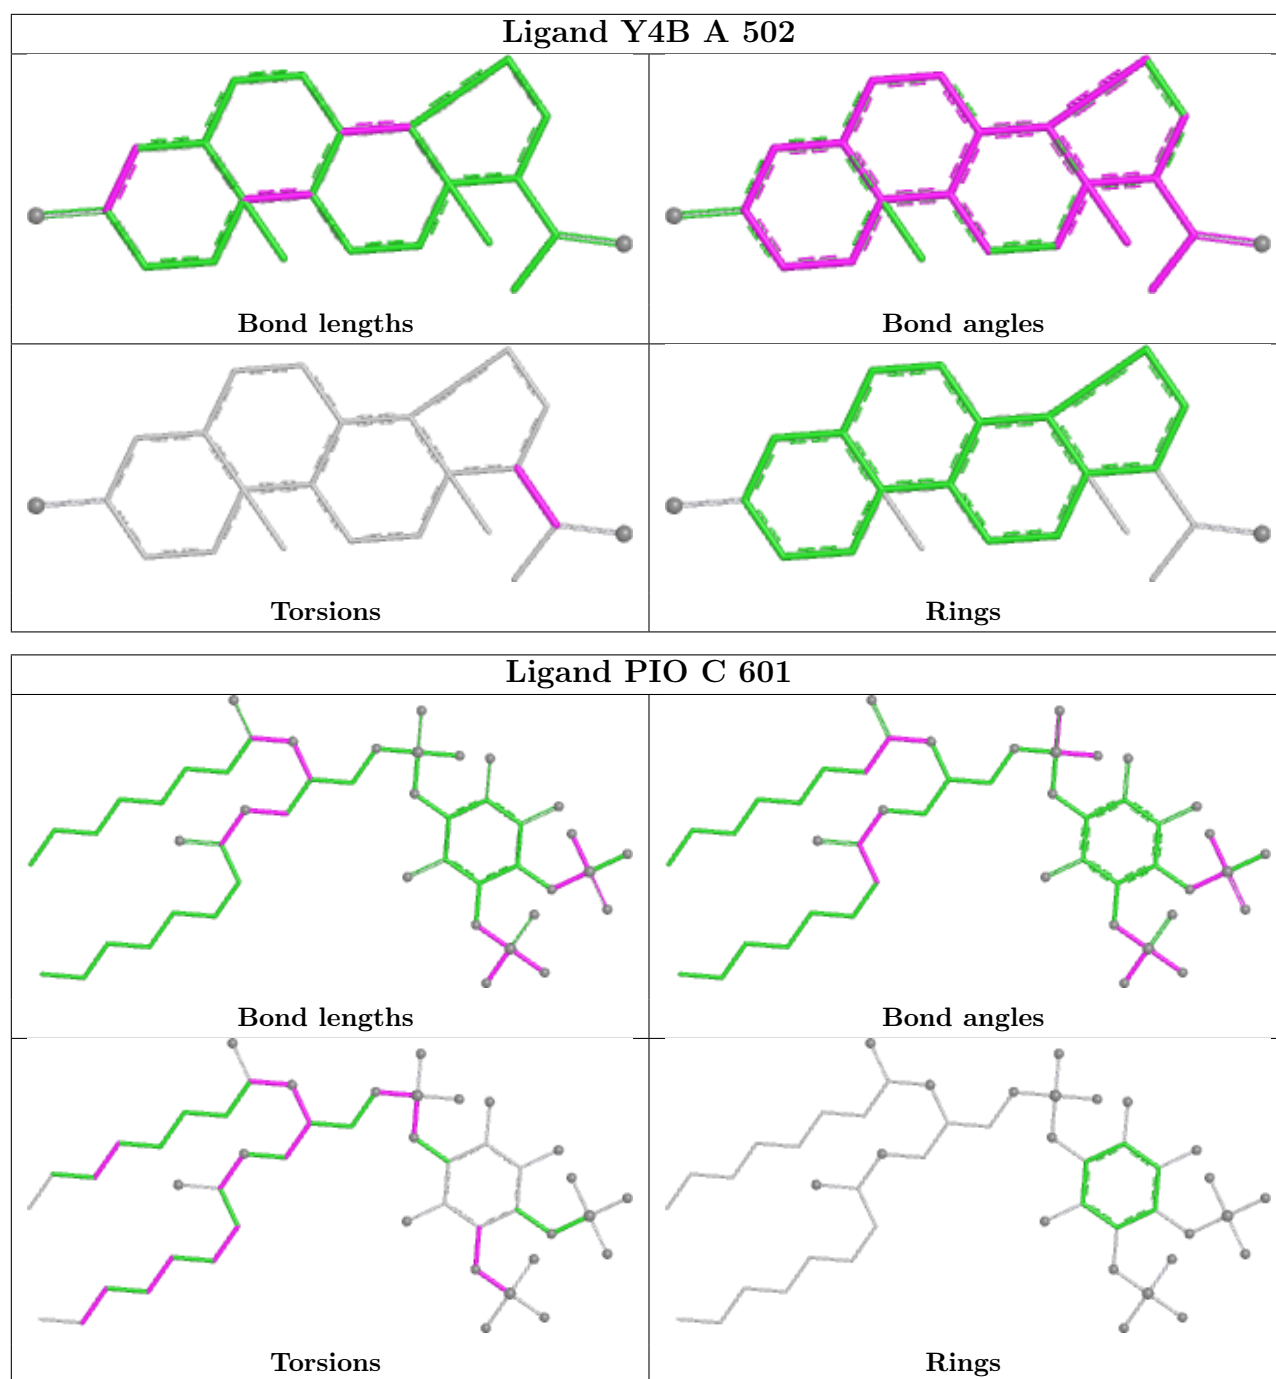 Ligand Y4B A 502
Bond lengths
Bond angles
Torsions
Rings
Ligand PIO C 601
Bond lengths
Bond angles
Torsions
Rings